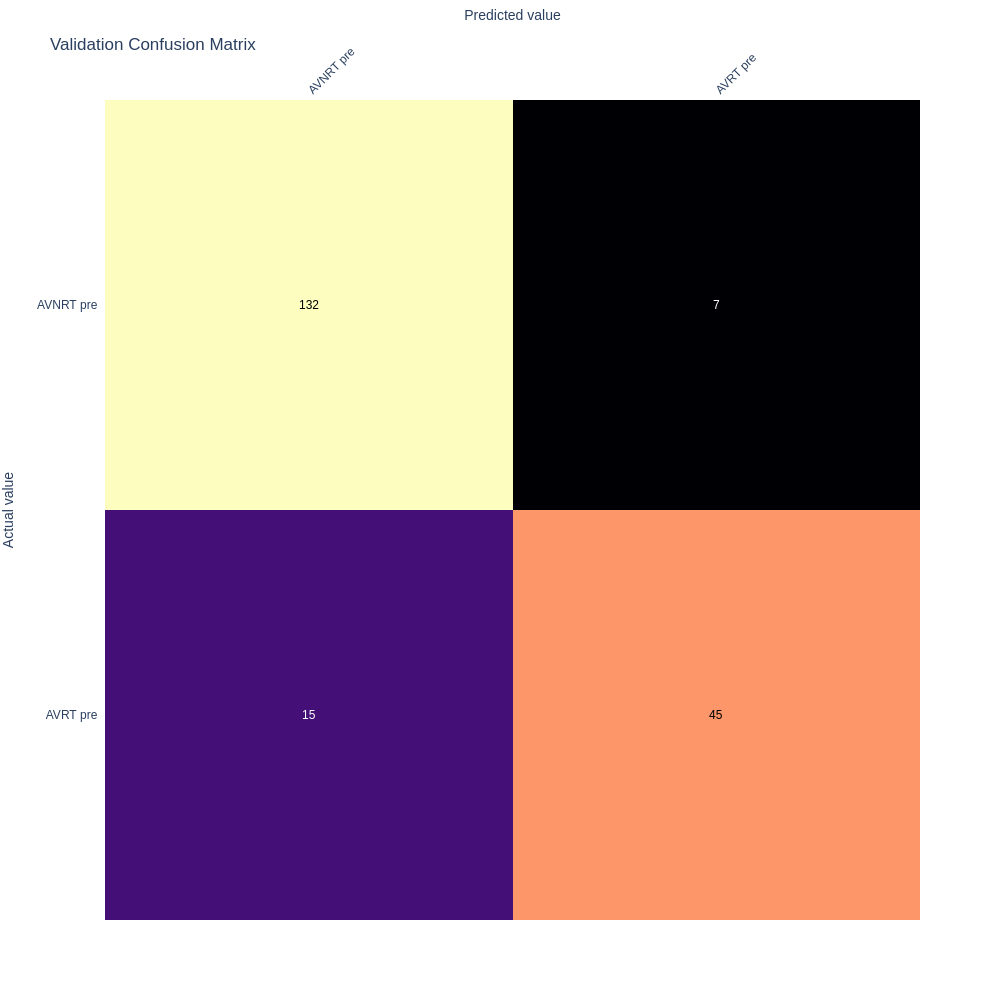 Predicted value
Validation Confusion Matrix
AVNRT pre
AVRT pre
AVNRT pre
132
7
Actual value
AVRT pre
15
45